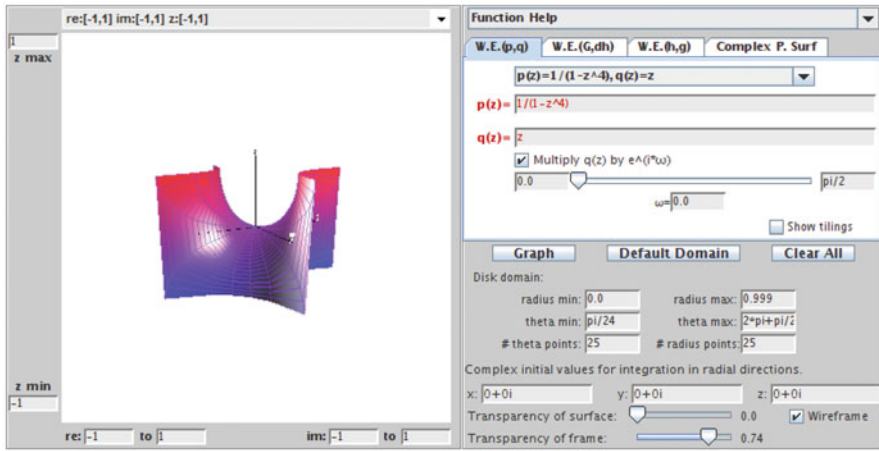 re:[-1,1] im:[-1,1] z:[-1,1]
1
z max
z min
-1
re: -1 to 1 im: -1 to 1
Function Help
W.E.(p,q) W.E.(G,dh) W.E.(h,g) Complex P. Surf
p(z)=1/(1-z^4), q(z)=z
p(z)= 1/(1-z^4)
q(z)= z
Multiply q(z) by e^(i*ω)
0.0 pi/2
ω= 0.0
Show tilings
Graph Default Domain Clear All
Disk domain:
radius min: 0.0 radius max: 0.999
theta min: pi/24 theta max: 2*pi+pi/2
# theta points: 25 # radius points: 25
Complex initial values for integration in radial directions.
x: 0+0i y: 0+0i z: 0+0i
Transparency of surface: 0.0 Wireframe
Transparency of frame: 0.74